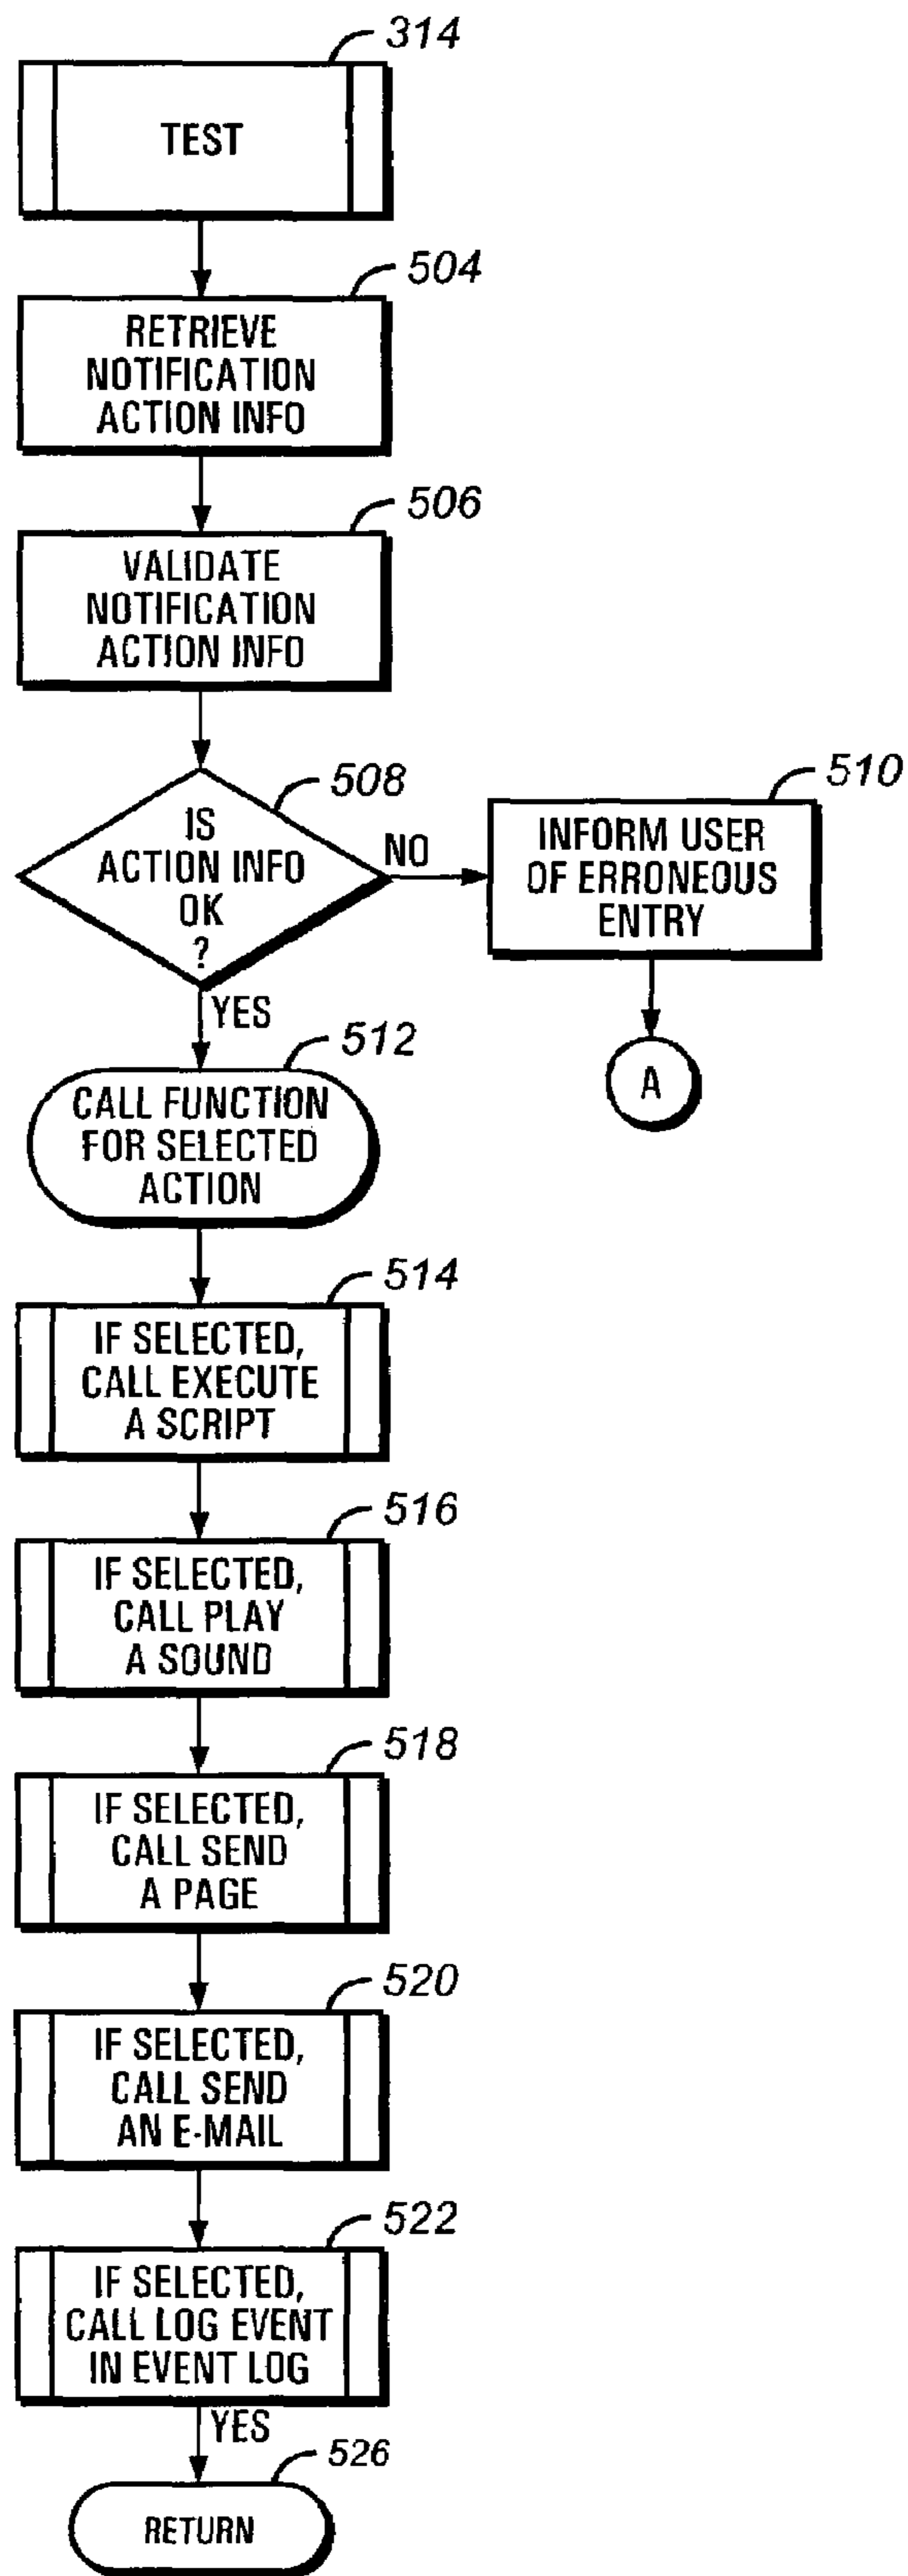 314
TEST
504
RETRIEVE
NOTIFICATION
ACTION INFO
506
VALIDATE
NOTIFICATION
ACTION INFO
508
IS
ACTION INFO
OK
?
NO
510
INFORM USER
OF ERRONEOUS
ENTRY
A
YES
512
CALL FUNCTION
FOR SELECTED
ACTION
514
IF SELECTED,
CALL EXECUTE
A SCRIPT
516
IF SELECTED,
CALL PLAY
A SOUND
518
IF SELECTED,
CALL SEND
A PAGE
520
IF SELECTED,
CALL SEND
AN E-MAIL
522
IF SELECTED,
CALL LOG EVENT
IN EVENT LOG
YES
526
RETURN